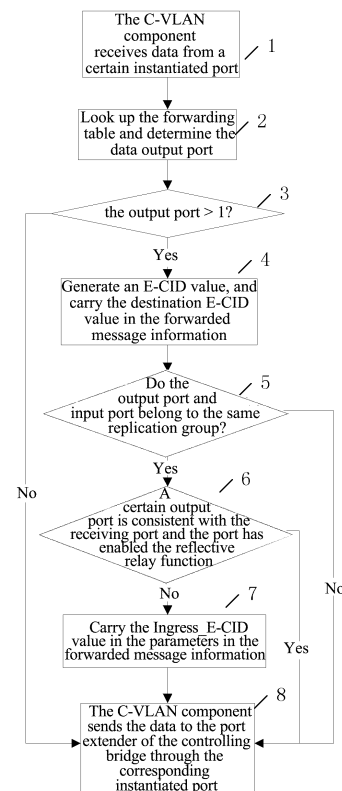 The C-VLAN
component
receives data from a
certain instantiated port
1
Look up the forwarding
table and determine the
data output port
2
3
the output port > 1?
Yes
4
Generate an E-CID value, and
carry the destination E-CID
value in the forwarded
message information
5
Do the
output port and
input port belong to the same
replication group?
Yes
6
No
A
certain output
port is consistent with the
receiving port and the port has
enabled the reflective
relay function
No
No
7
Carry the Ingress_E-CID
value in the parameters in the
forwarded message information
Yes
8
The C-VLAN component
sends the data to the port
extender of the controlling
bridge through the
corresponding
instantiated port